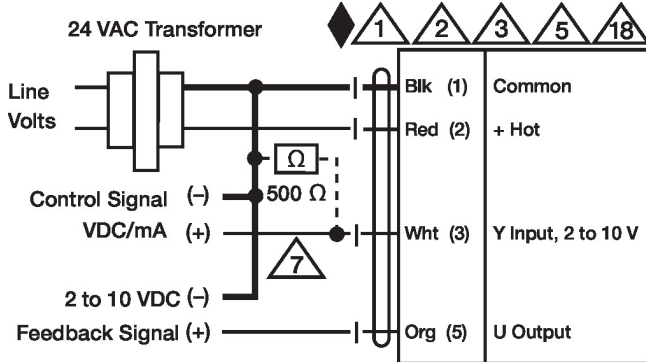 24 VAC Transformer
1 2 3 5 18
Line
Volts
Blk (1) Common
Red (2) + Hot
Ω
500 Ω
Control Signal (-)
VDC/mA (+)
Wht (3) Y Input, 2 to 10 V
7
2 to 10 VDC (-)
Feedback Signal (+)
Org (5) U Output